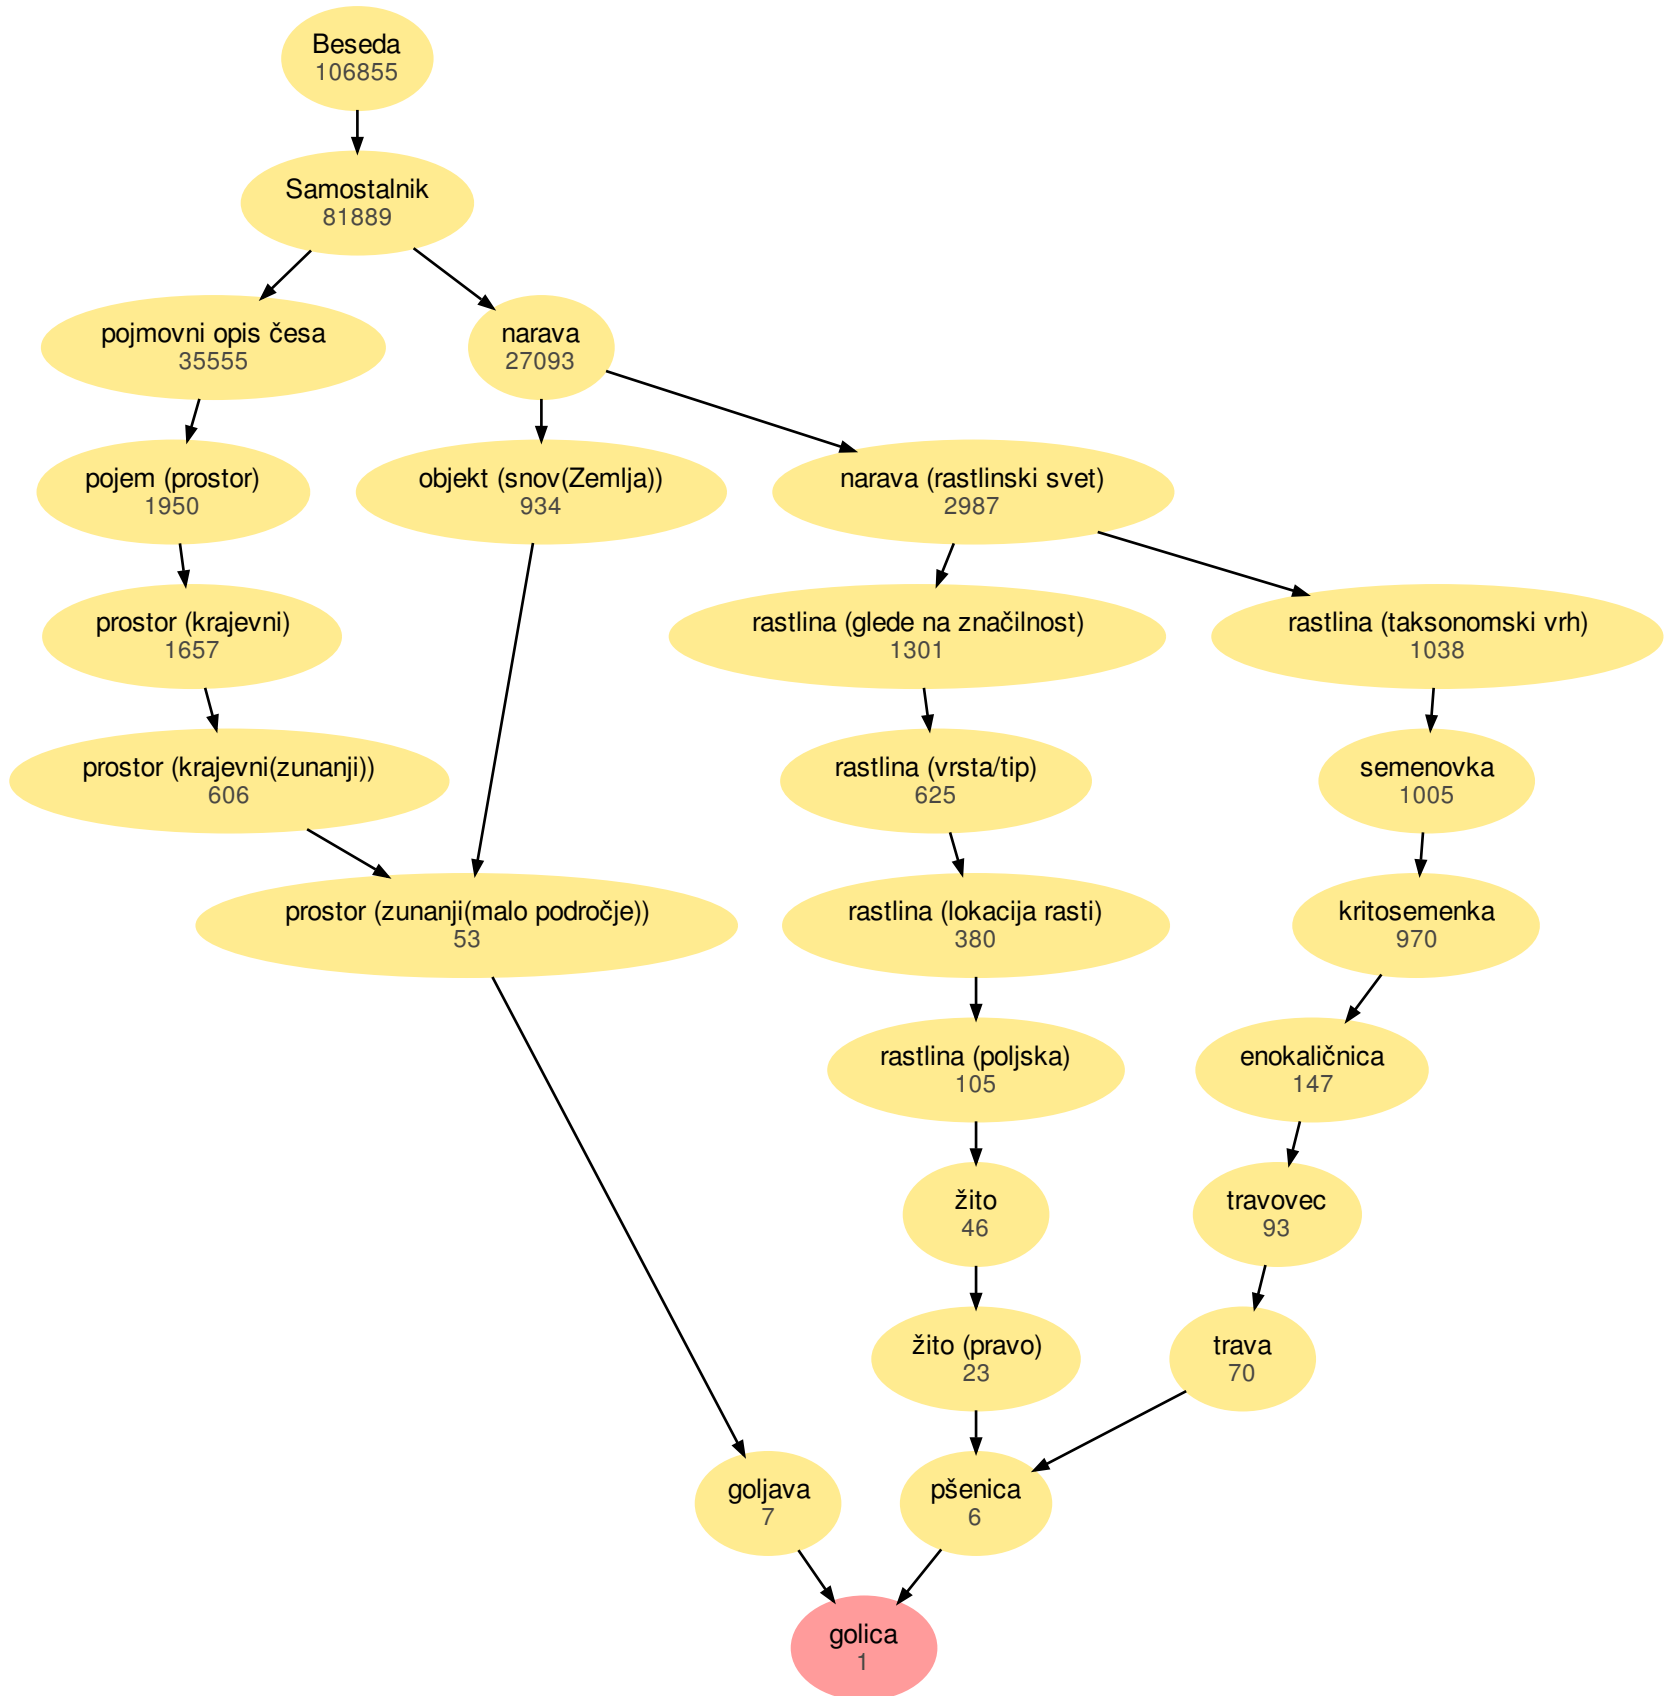 Beseda
106855
Samostalnik
81889
pojmovni opis česa
35555
narava
27093
pojem (prostor)
1950
objekt (snov(Zemlja))
934
narava (rastlinski svet)
2987
prostor (krajevni)
1657
rastlina (glede na značilnost)
1301
rastlina (taksonomski vrh)
1038
prostor (krajevni(zunanji))
606
rastlina (vrsta/tip)
625
semenovka
1005
prostor (zunanji(malo področje))
53
rastlina (lokacija rasti)
380
kritosemenka
970
rastlina (poljska)
105
enokaličnica
147
žito
46
travovec
93
žito (pravo)
23
trava
70
goljava
7
pšenica
6
golica
1